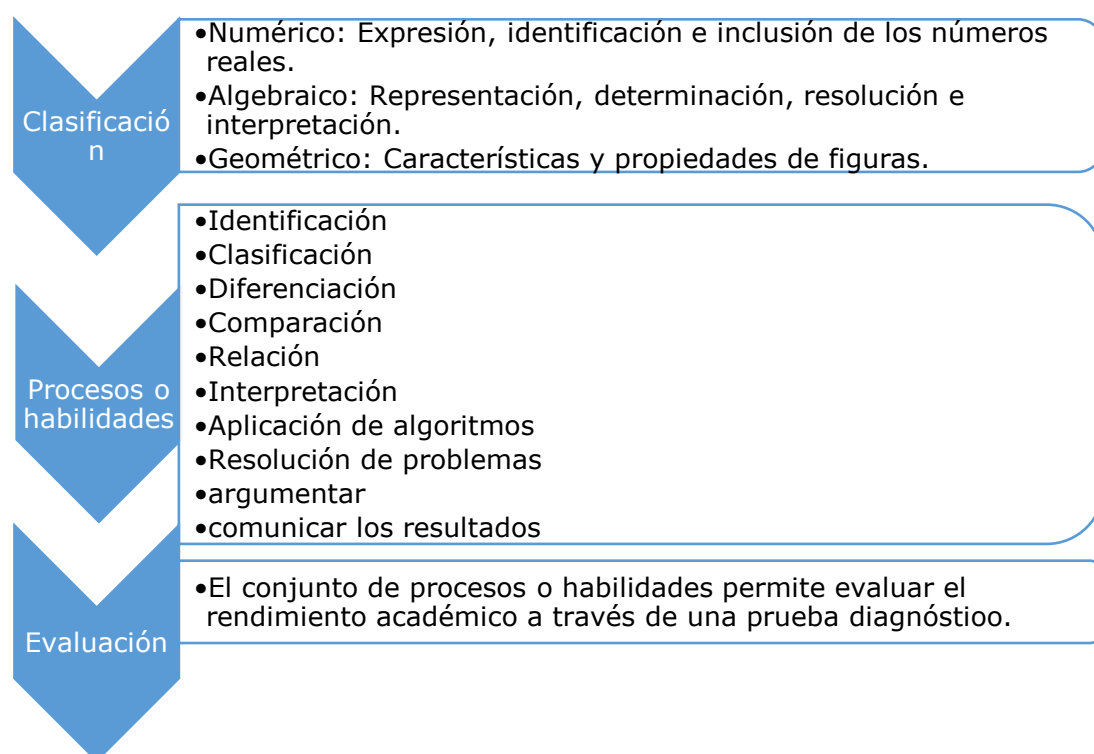 Clasificació
n
•Numérico: Expresión, identificación e inclusión de los números
reales.
•Algebraico: Representación, determinación, resolución e
interpretación.
•Geométrico: Características y propiedades de figuras.
Procesos o
habilidades
•Identificación
•Clasificación
•Diferenciación
•Comparación
•Relación
•Interpretación
•Aplicación de algoritmos
•Resolución de problemas
•argumentar
•comunicar los resultados
Evaluación
•El conjunto de procesos o habilidades permite evaluar el
rendimiento académico a través de una prueba diagnóstioo.